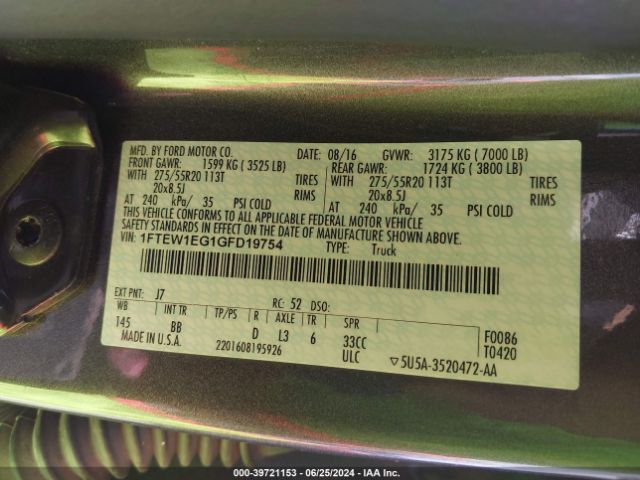 MFD. BY FORD MOTOR CO. DATE: 08/16 GVWR: 3175 KG ( 7000 LB)
FRONT GAWR: 1599 KG ( 3525 LB) REAR GAWR: 1724 KG ( 3800 LB)
WITH 275/55R20 113T TIRES WITH 275/55R20 113T TIRES
20x8.5J RIMS 20x8.5J RIMS
AT 240 kPa/ 35 PSI COLD AT 240 kPa/ 35 PSI COLD
THIS VEHICLE CONFORMS TO ALL APPLICABLE FEDERAL MOTOR VEHICLE
SAFETY STANDARDS IN EFFECT ON THE DATE OF MANUFACTURE SHOWN ABOVE.
VIN: 1FTEW1EG1GFD19754 TYPE: Truck
EXT PNT: J7 RC: 52 DSO:
WB INT TR TP/PS R AXLE TR SPR F0086
145 BB D L3 6 33CC T0420
MADE IN U.S.A. 2201608195926 ULC ▽5U5A-3520472-AA
000-39721153 - 06/25/2024 - IAA Inc.